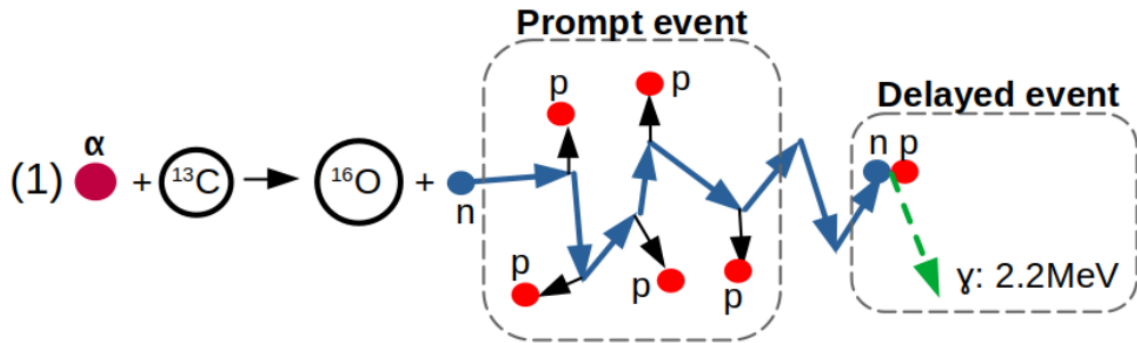 Prompt event
Delayed event
(1) α + ¹³C → ¹⁶O + n
p
p
p
p
p
n p
γ: 2.2MeV